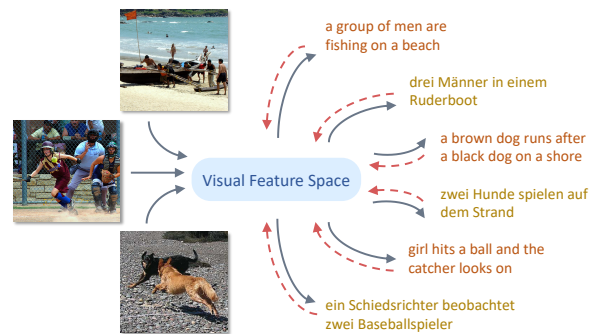 a group of men are
fishing on a beach
drei Männer in einem
Ruderboot
a brown dog runs after
a black dog on a shore
Visual Feature Space
zwei Hunde spielen auf
dem Strand
girl hits a ball and the
catcher looks on
ein Schiedsrichter beobachtet
zwei Baseballspieler